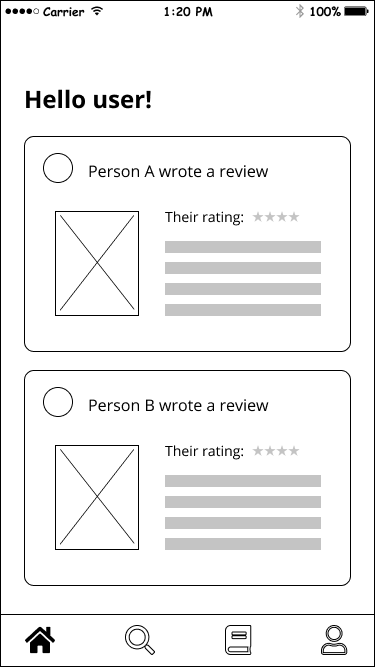 Carrier 1:20 PM 100%
Hello user!
Person A wrote a review
Their rating: ★★★★
Person B wrote a review
Their rating: ★★★★